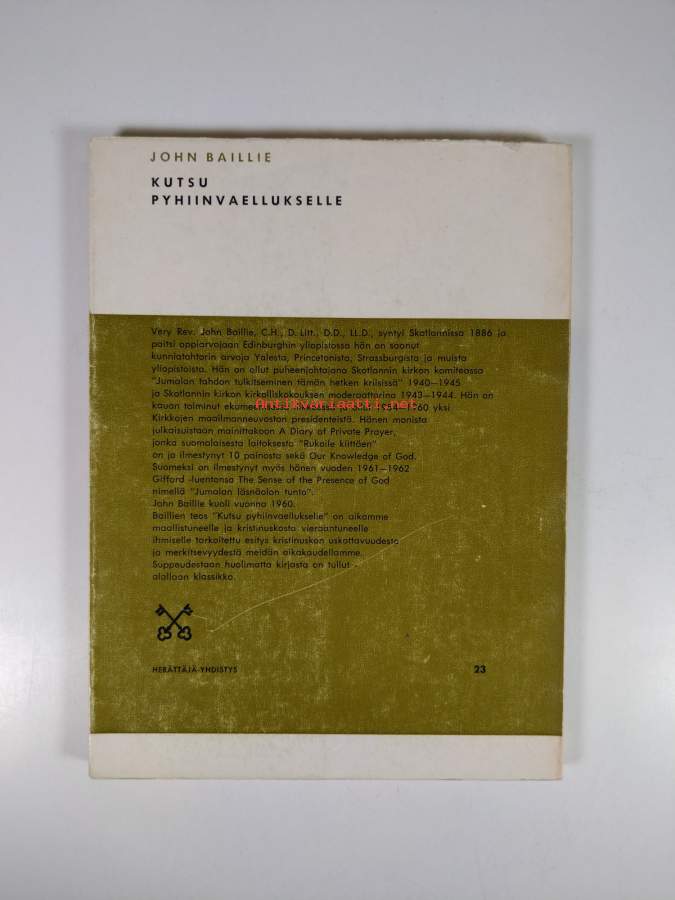 JOHN BAILLIE
KUTSU
PYHIINVAELLUKSELLE
Very Rev. John Baillie, C.H., D. Litt., D.D., LL.D., syntyi Skotlannissa 1886 ja
paitsi oppiarvojaan Edinburghin yliopistossa hän on saanut
kunniatohtorin arvoja Yalesta, Princetonista, Strassburgista ja muista
yliopistoista. Hän on ollut puheenjohtajana Skotlannin kirkon komiteassa
"Jumalan tahdon tulkitseminen tämän hetken kriisissä" 1940—1945
ja Skotlannin kirkon kirkolliskokouksen moderaattorina 1943—1944. Hän on
kauan toiminut 1954—1960 yksi
Antikvariaatti.net
Kirkkojen maailmanneuvoston presidenteistä. Hänen monista
julkaisuistaan mainittakoon A Diary of Private Prayer,
jonka suomalaisesta laitoksesta "Rukoile kiittäen"
on jo ilmestynyt 10 painosta sekä Our Knowledge of God.
Suomeksi on ilmestynyt myös hänen vuoden 1961—1962
Gifford -luentonsa The Sense of the Presence of God
nimellä "Jumalan läsnäolon tunto".
John Baillie kuoli vuonna 1960.
Baillien teos "Kutsu pyhiinvaellukselle" on aikamme
maallistuneelle ja kristinuskosta vieraantuneelle
ihmiselle tarkoitettu esitys kristinuskon uskottavuudesta
ja merkitsevyydestä meidän aikakaudellamme.
Suppeudestaan huolimatta kirjasta on tullut
alallaan klassikko.
HERÄTTÄJÄ-YHDISTYS 23